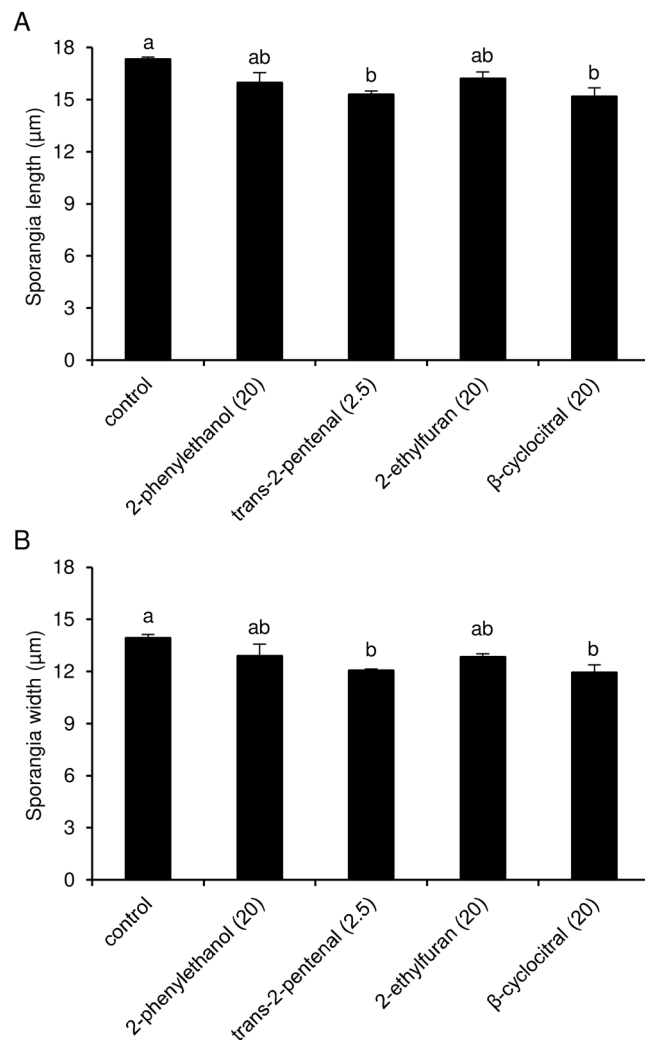 A
18
15
12
9
6
3
0
Sporangia length (µm)
a
ab
b
ab
b
control
2-phenylethanol (20)
trans-2-pentenal (2.5)
2-ethylfuran (20)
β-cyclocitral (20)
B
18
15
12
9
6
3
0
Sporangia width (µm)
a
ab
b
ab
b
control
2-phenylethanol (20)
trans-2-pentenal (2.5)
2-ethylfuran (20)
β-cyclocitral (20)